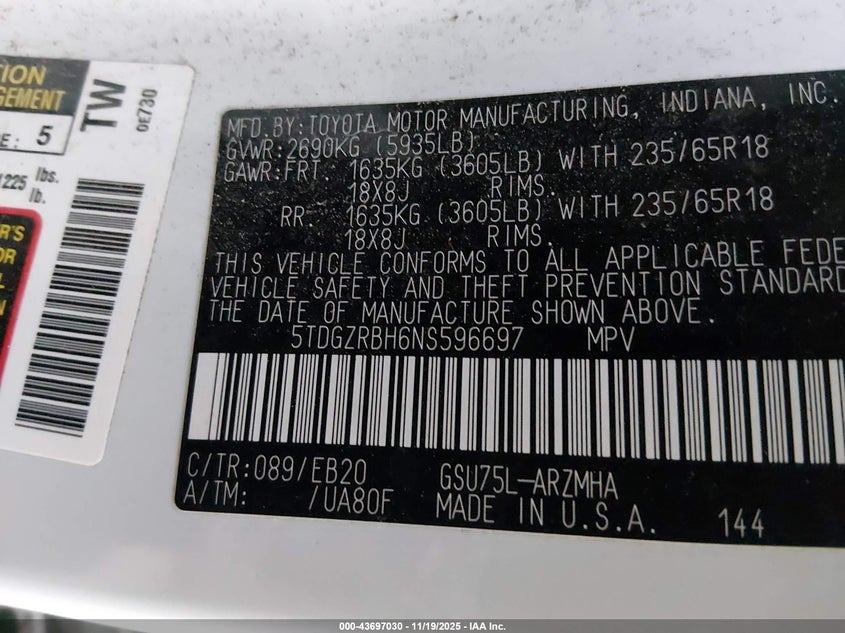 TION
GEMENT
E: 5
TW
0E730
1225 lbs.
lb.
ER'S
OR
L
N
MFD.BY:TOYOTA MOTOR MANUFACTURING, INDIANA, INC.
GVWR:2690KG (5935LB)
GAWR:FRT. 1635KG (3605LB) WITH 235/65R18
18X8J RIMS.
RR. 1635KG (3605LB) WITH 235/65R18
18X8J RIMS.
THIS VEHICLE CONFORMS TO ALL APPLICABLE FEDE
VEHICLE SAFETY AND THEFT PREVENTION STANDARD
THE DATE OF MANUFACTURE SHOWN ABOVE.
5TDGZRBH6NS596697 MPV
C/TR:089/EB20 GSU75L-ARZMHA
A/TM: /UA80F MADE IN U.S.A. 144
000-43697030 - 11/19/2025 - IAA Inc.